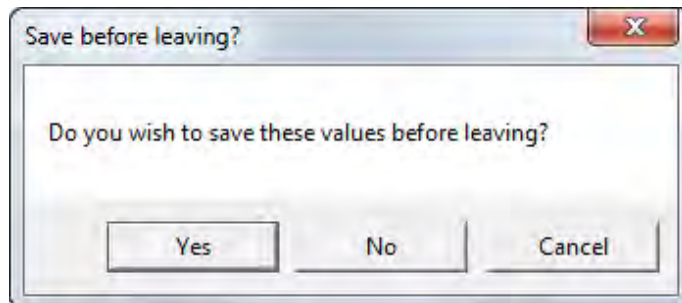 Save before leaving?
Do you wish to save these values before leaving?
Yes No Cancel